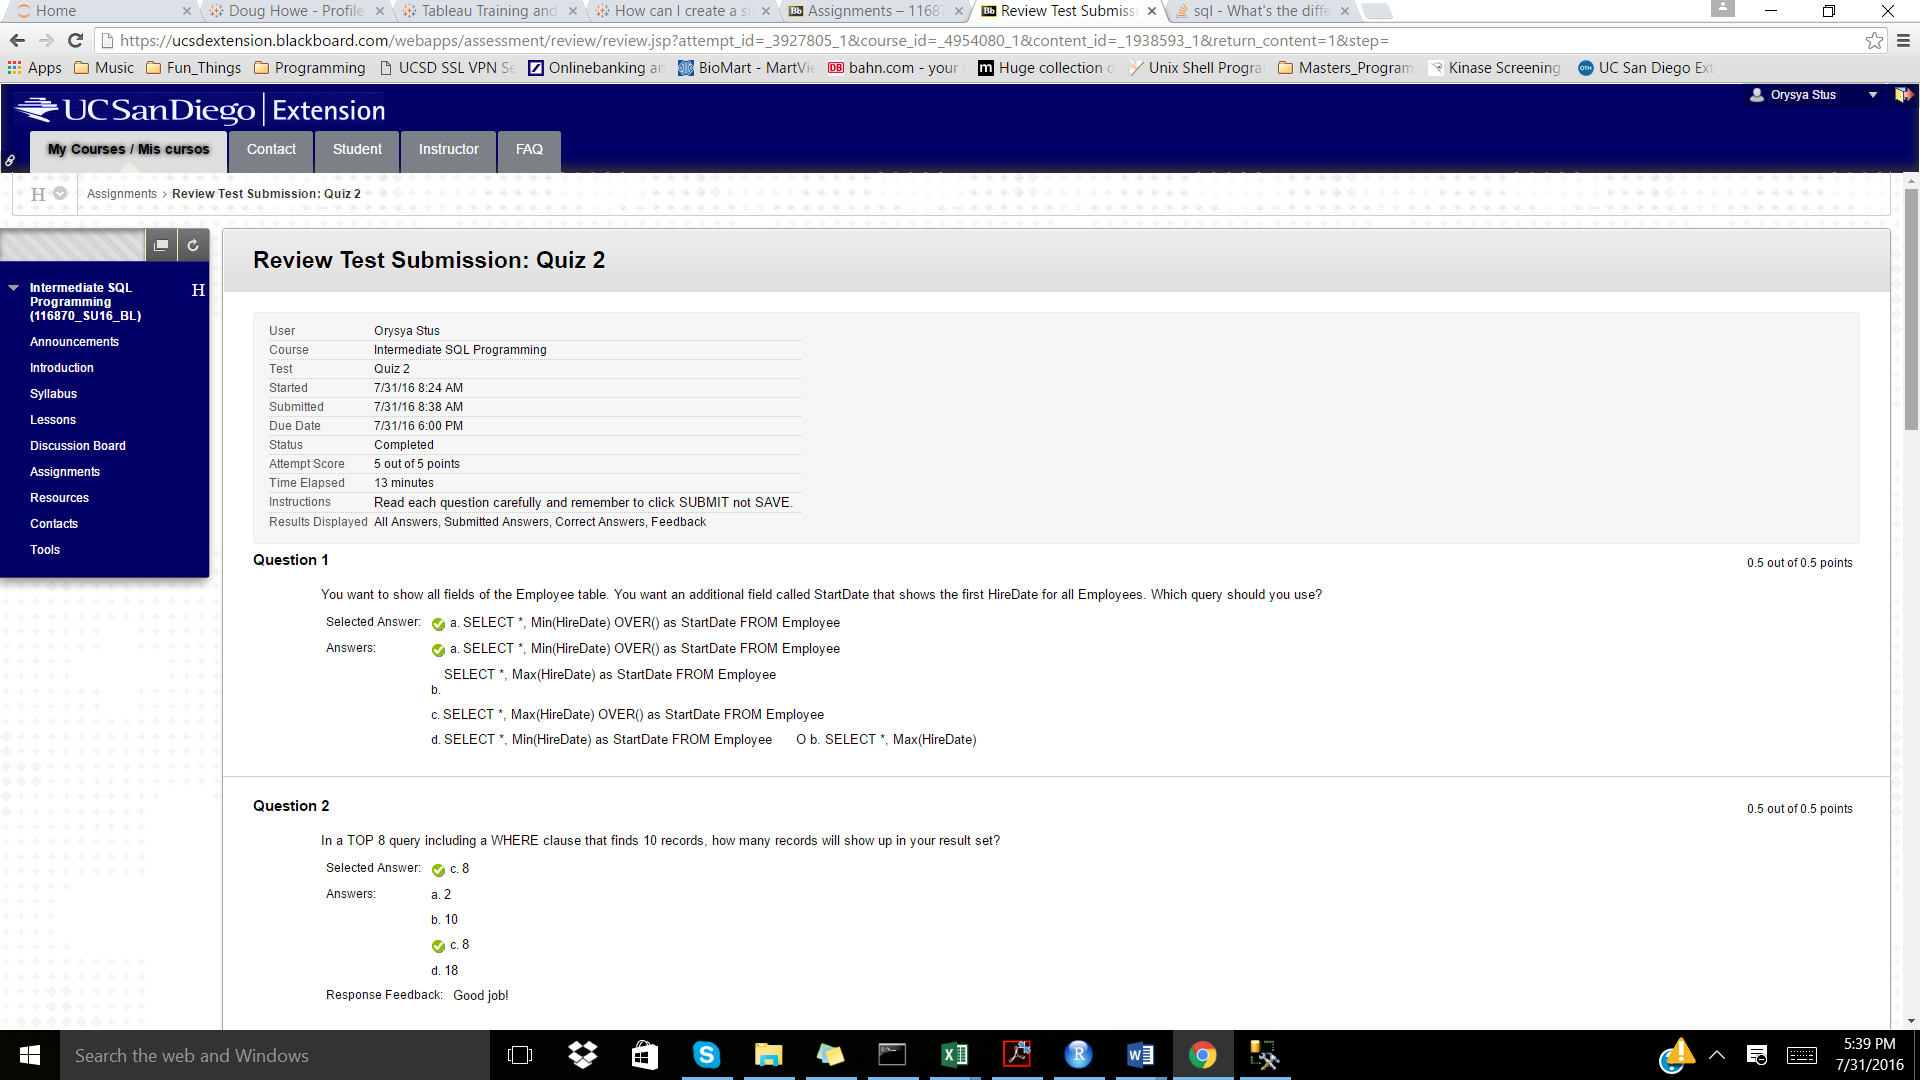 Home
Doug Howe - Profile
Tableau Training and
How can I create a si
Assignments – 11687
Review Test Submiss
sql - What's the diffe
https://ucsdextension.blackboard.com/webapps/assessment/review/review.jsp?attempt_id=_3927805_1&course_id=_4954080_1&content_id=_1938593_1&return_content=1&step=
Apps Music Fun_Things Programming UCSD SSL VPN Se Onlinebanking an BioMart - MartVi bahn.com - your Huge collection o Unix Shell Progra Masters_Program Kinase Screening UC San Diego Ext
UC San Diego | Extension
Orysya Stus
My Courses / Mis cursos
Contact
Student
Instructor
FAQ
H
Assignments > Review Test Submission: Quiz 2
Intermediate SQL
Programming
(116870_SU16_BL)
H
Announcements
Introduction
Syllabus
Lessons
Discussion Board
Assignments
Resources
Contacts
Tools
Review Test Submission: Quiz 2
User Orysya Stus
Course Intermediate SQL Programming
Test Quiz 2
Started 7/31/16 8:24 AM
Submitted 7/31/16 8:38 AM
Due Date 7/31/16 6:00 PM
Status Completed
Attempt Score 5 out of 5 points
Time Elapsed 13 minutes
Instructions Read each question carefully and remember to click SUBMIT not SAVE.
Results Displayed All Answers, Submitted Answers, Correct Answers, Feedback
Question 1
0.5 out of 0.5 points
You want to show all fields of the Employee table. You want an additional field called StartDate that shows the first HireDate for all Employees. Which query should you use?
Selected Answer: a. SELECT *, Min(HireDate) OVER() as StartDate FROM Employee
Answers: a. SELECT *, Min(HireDate) OVER() as StartDate FROM Employee
SELECT *, Max(HireDate) as StartDate FROM Employee
b.
c. SELECT *, Max(HireDate) OVER() as StartDate FROM Employee
d. SELECT *, Min(HireDate) as StartDate FROM Employee O b. SELECT *, Max(HireDate)
Question 2
0.5 out of 0.5 points
In a TOP 8 query including a WHERE clause that finds 10 records, how many records will show up in your result set?
Selected Answer: c. 8
Answers: a. 2
b. 10
c. 8
d. 18
Response Feedback: Good job!
Search the web and Windows
5:39 PM
7/31/2016